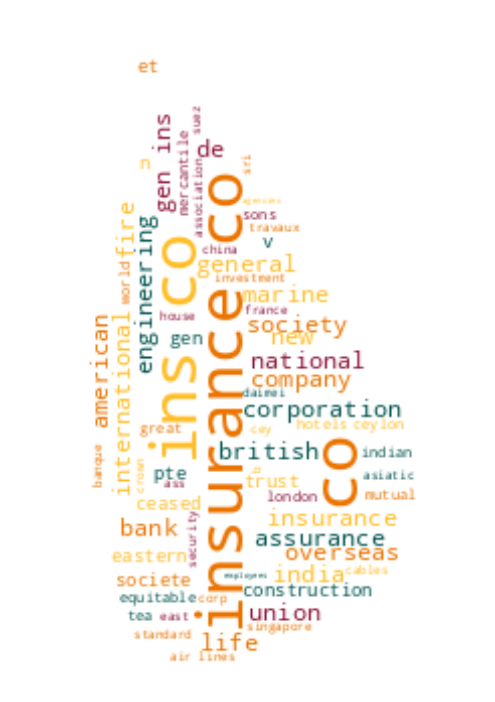 et
suez
gen ins
mercantile
association
de
n
sri
insurance co
agencies
sons
travaux
fire
engineering
v
ins co
china
general
world
investment
marine
international
france
house
society
american
gen
new
national
company
daimei
corporation
great
cey
hotels
ceylon
british
indian
banque
crown
pte
ass
co
asiatic
trust
london
mutual
ceased
insurance
bank
security
assurance
overseas
eastern
societe
employees
india
cables
equitable
corp
construction
tea
east
union
standard
singapore
life
air lines